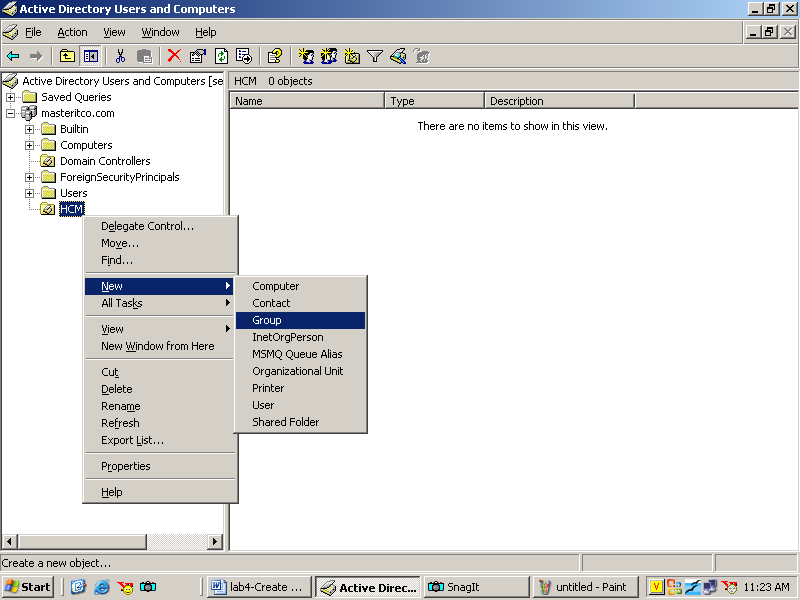 Active Directory Users and Computers
File Action View Window Help
Active Directory Users and Computers [se
Saved Queries
masteritco.com
Builtin
Computers
Domain Controllers
ForeignSecurityPrincipals
Users
HCM
HCM 0 objects
Name Type Description
There are no items to show in this view.
Delegate Control...
Move...
Find...
New
All Tasks
View
New Window from Here
Cut
Delete
Rename
Refresh
Export List...
Properties
Help
Computer
Contact
Group
InetOrgPerson
MSMQ Queue Alias
Organizational Unit
Printer
User
Shared Folder
Create a new object...
Start lab4-Create ... Active Direc... SnagIt untitled - Paint V 11:23 AM